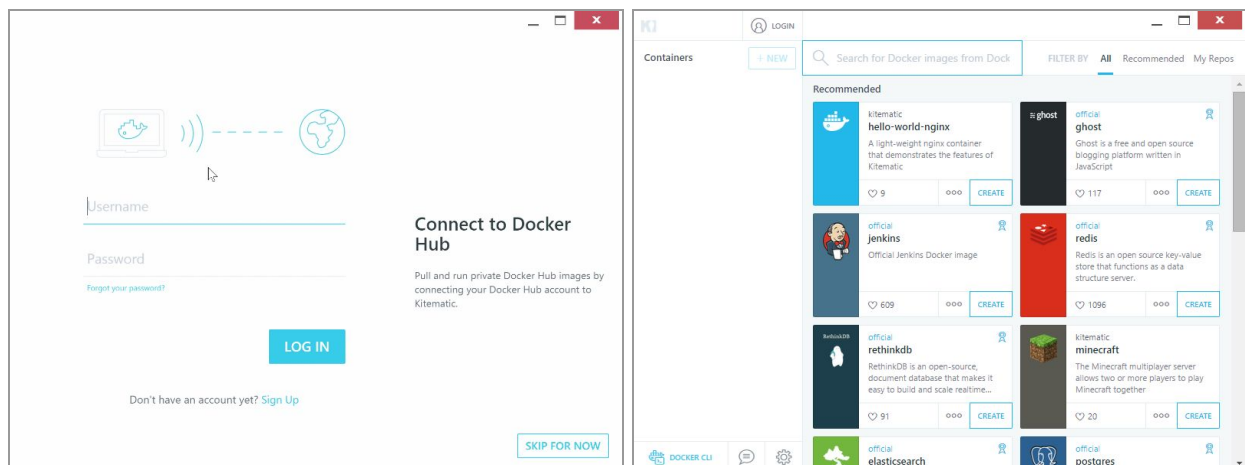 Username
Password
Forgot your password?
LOG IN
Don't have an account yet? Sign Up
Connect to Docker
Hub
Pull and run private Docker Hub images by
connecting your Docker Hub account to
Kitematic.
SKIP FOR NOW
LOGIN
Containers
+ NEW
Search for Docker images from Dock
FILTER BY All Recommended My Repos
Recommended
kitematic
hello-world-nginx
A light-weight nginx container
that demonstrates the features of
Kitematic
9
CREATE
ghost
official
ghost
Ghost is a free and open source
blogging platform written in
JavaScript
117
CREATE
official
jenkins
Official Jenkins Docker image
609
CREATE
official
redis
Redis is an open source key-value
store that functions as a data
structure server.
1096
CREATE
RethinkDB
official
rethinkdb
RethinkDB is an open-source,
document database that makes it
easy to build and scale realtime...
91
CREATE
kitematic
minecraft
The Minecraft multiplayer server
allows two or more players to play
Minecraft together
20
CREATE
official
elasticsearch
official
postgres
DOCKER CLI